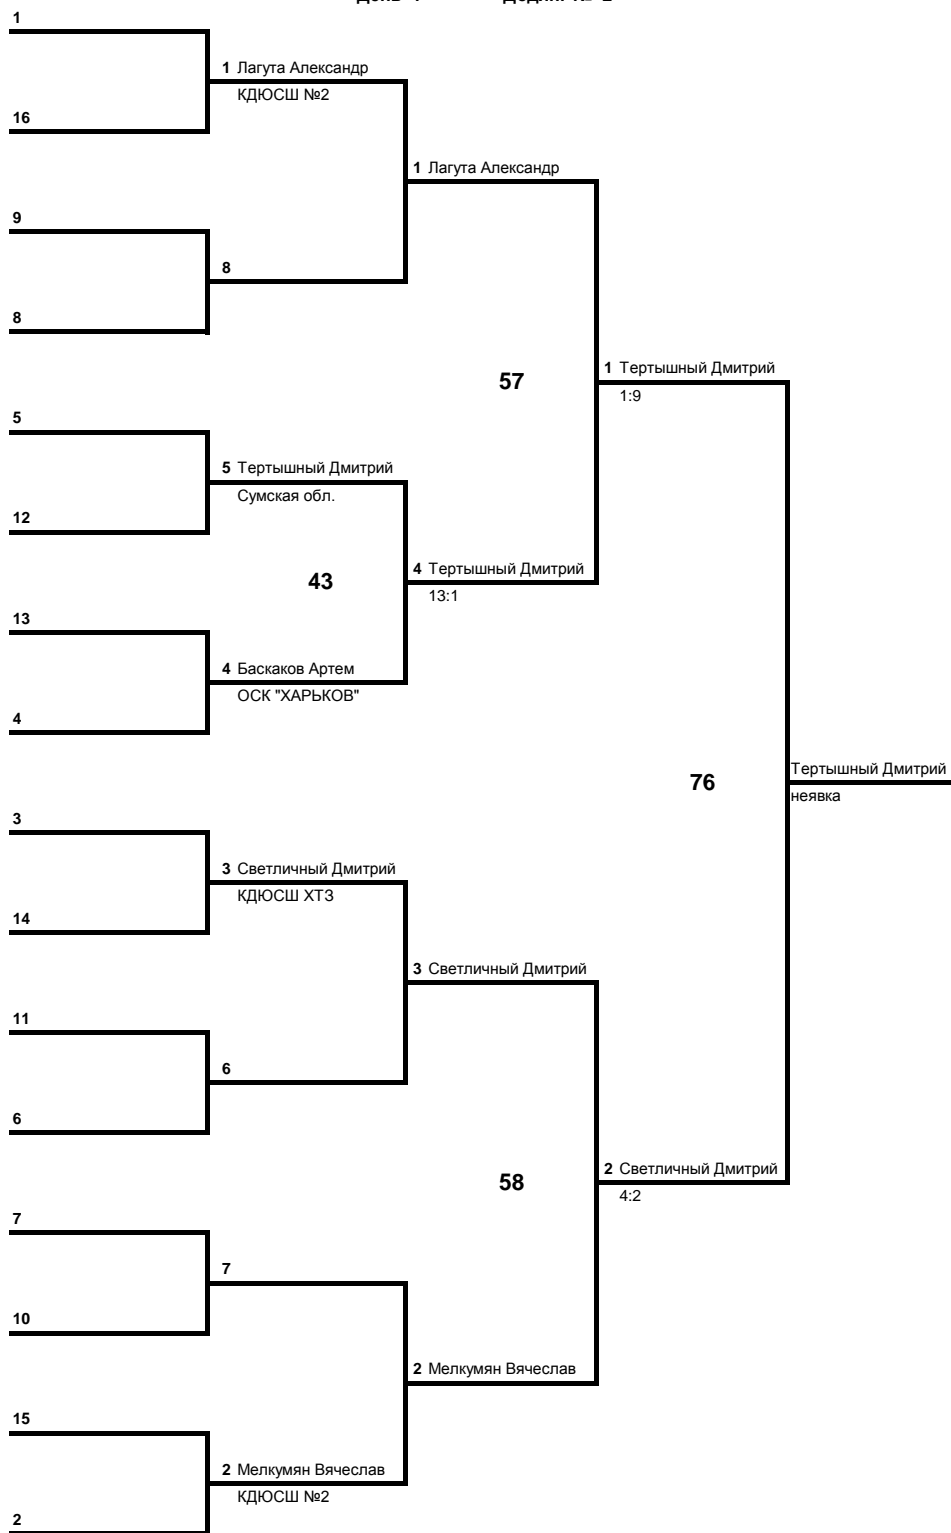 1
1 Лагута Александр
КДЮСШ №2
16
1 Лагута Александр
9
8
8
57
1 Тертышный Дмитрий
1:9
5
5 Тертышный Дмитрий
Сумская обл.
12
43
4 Тертышный Дмитрий
13:1
13
4 Баскаков Артем
ОСК "ХАРЬКОВ"
4
76
Тертышный Дмитрий
неявка
3
3 Светличный Дмитрий
КДЮСШ ХТЗ
14
3 Светличный Дмитрий
11
6
6
58
2 Светличный Дмитрий
4:2
7
7
10
2 Мелкумян Вячеслав
15
2 Мелкумян Вячеслав
КДЮСШ №2
2